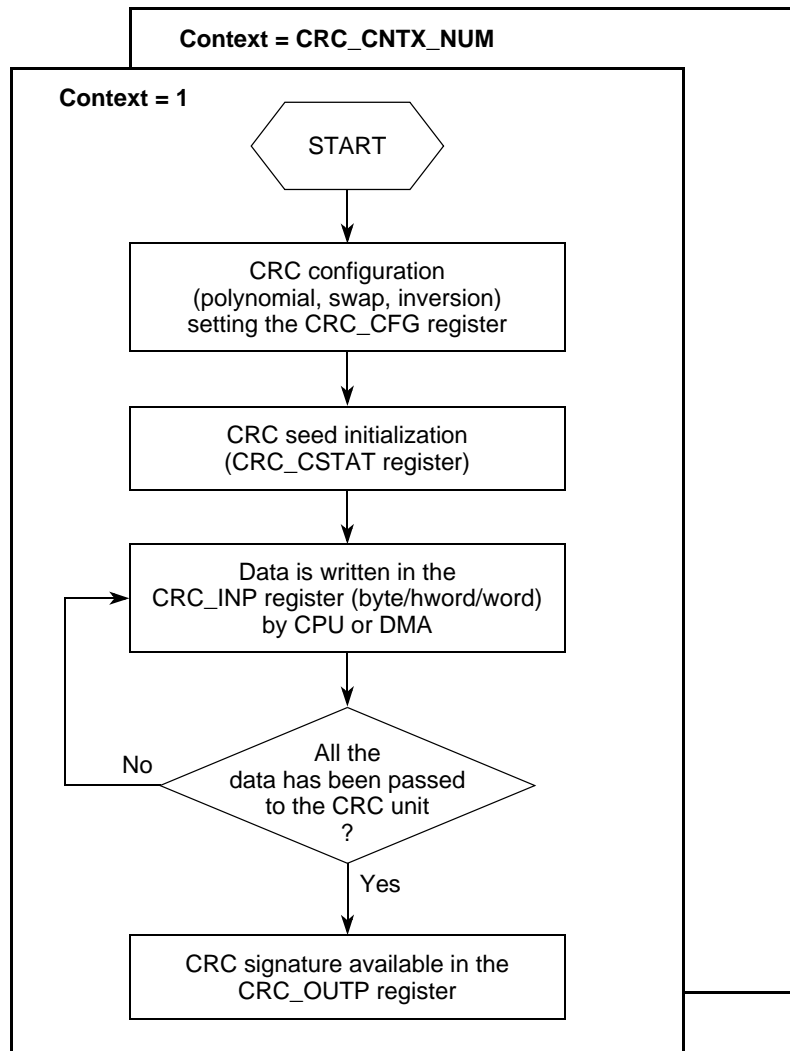 Context = CRC_CNTX_NUM
Context = 1
START
CRC configuration
(polynomial, swap, inversion)
setting the CRC_CFG register
CRC seed initialization
(CRC_CSTAT register)
Data is written in the
CRC_INP register (byte/hword/word)
by CPU or DMA
No
All the
data has been passed
to the CRC unit
?
Yes
CRC signature available in the
CRC_OUTP register